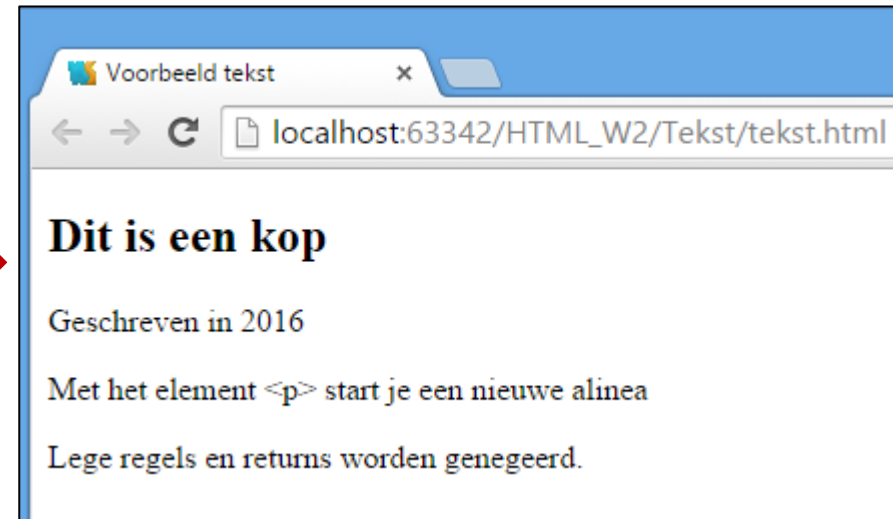 Voorbeeld tekst
localhost:63342/HTML_W2/Tekst/tekst.html
Dit is een kop
Geschreven in 2016
Met het element <p> start je een nieuwe alinea
Lege regels en returns worden genegeerd.